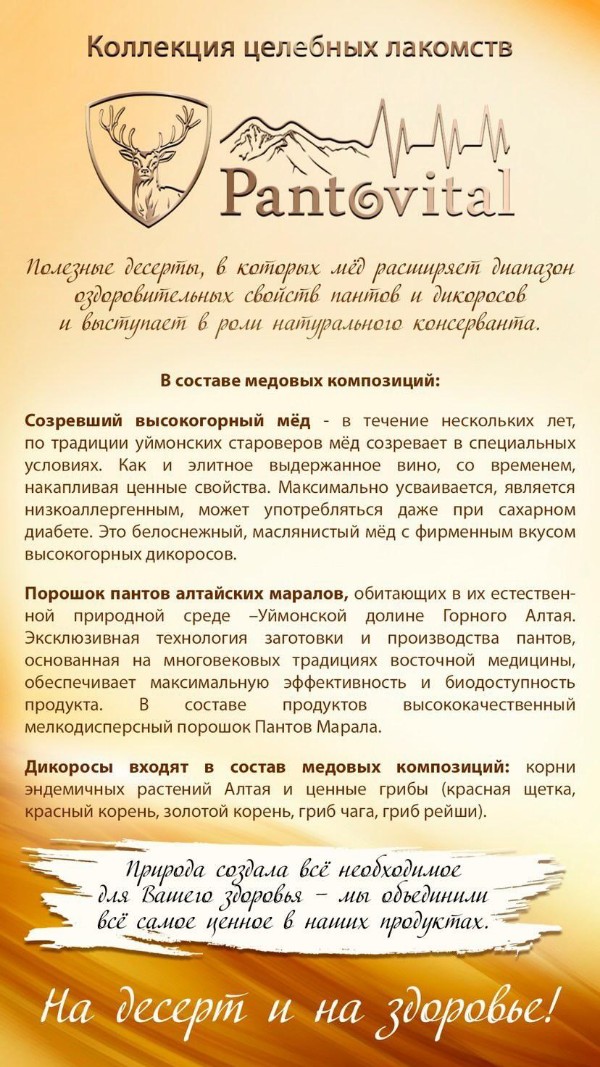 Коллекция целебных лакомств
Pantovital
Полезные десерты, в которых мёд расширяет диапазон
оздоровительных свойств пантов и дикоросов
и выступает в роли натурального консерванта.
В составе медовых композиций:
Созревший высокогорный мёд - в течение нескольких лет,
по традиции уймонских староверов мёд созревает в специальных
условиях. Как и элитное выдержанное вино, со временем,
накапливая ценные свойства. Максимально усваивается, является
низкоаллергенным, может употребляться даже при сахарном
диабете. Это белоснежный, маслянистый мёд с фирменным вкусом
высокогорных дикоросов.
Порошок пантов алтайских маралов, обитающих в их естествен-
ной природной среде –Уймонской долине Горного Алтая.
Эксклюзивная технология заготовки и производства пантов,
основанная на многовековых традициях восточной медицины,
обеспечивает максимальную эффективность и биодоступность
продукта. В составе продуктов высококачественный
мелкодисперсный порошок Пантов Марала.
Дикоросы входят в состав медовых композиций: корни
эндемичных растений Алтая и ценные грибы (красная щетка,
красный корень, золотой корень, гриб чага, гриб рейши).
Природа создала всё необходимое
для Вашего здоровья – мы объединили
всё самое ценное в наших продуктах.
На десерт и на здоровье!